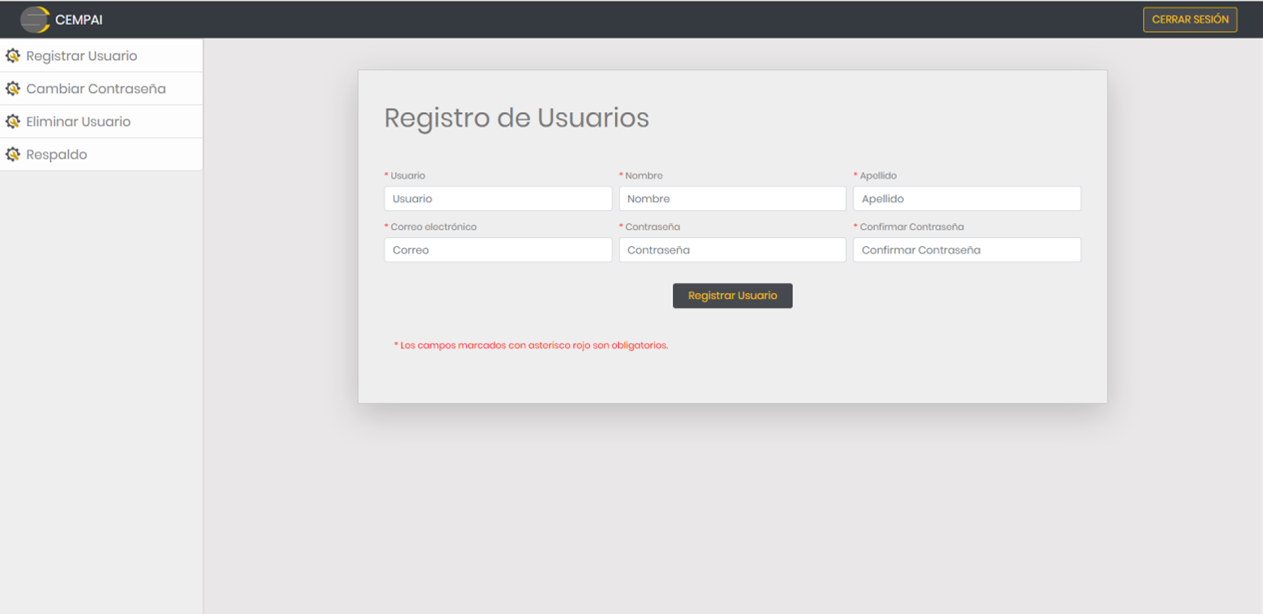 CEMPAI
CERRAR SESIÓN
Registrar Usuario
Cambiar Contraseña
Eliminar Usuario
Respaldo
Registro de Usuarios
* Usuario * Nombre * Apellido
Usuario Nombre Apellido
* Correo electrónico * Contraseña * Confirmar Contraseña
Correo Contraseña Confirmar Contraseña
Registrar Usuario
* Los campos marcados con asterisco rojo son obligatorios.